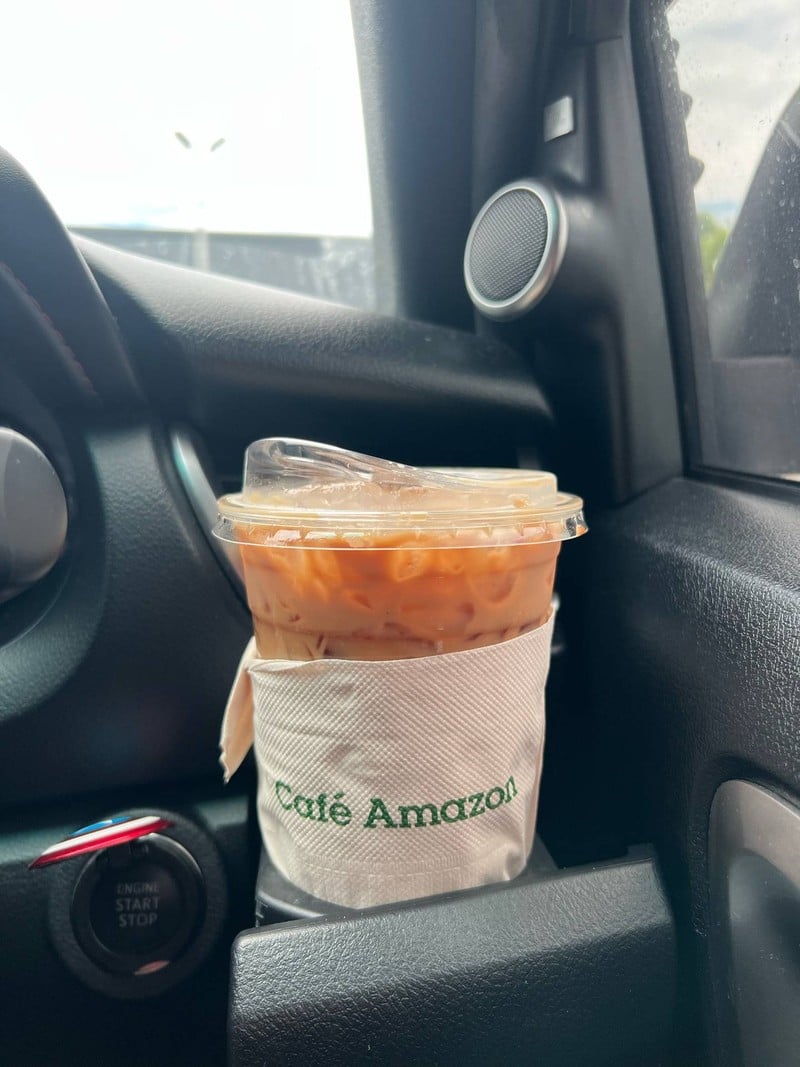 Café Amazon
ENGINE
START
STOP